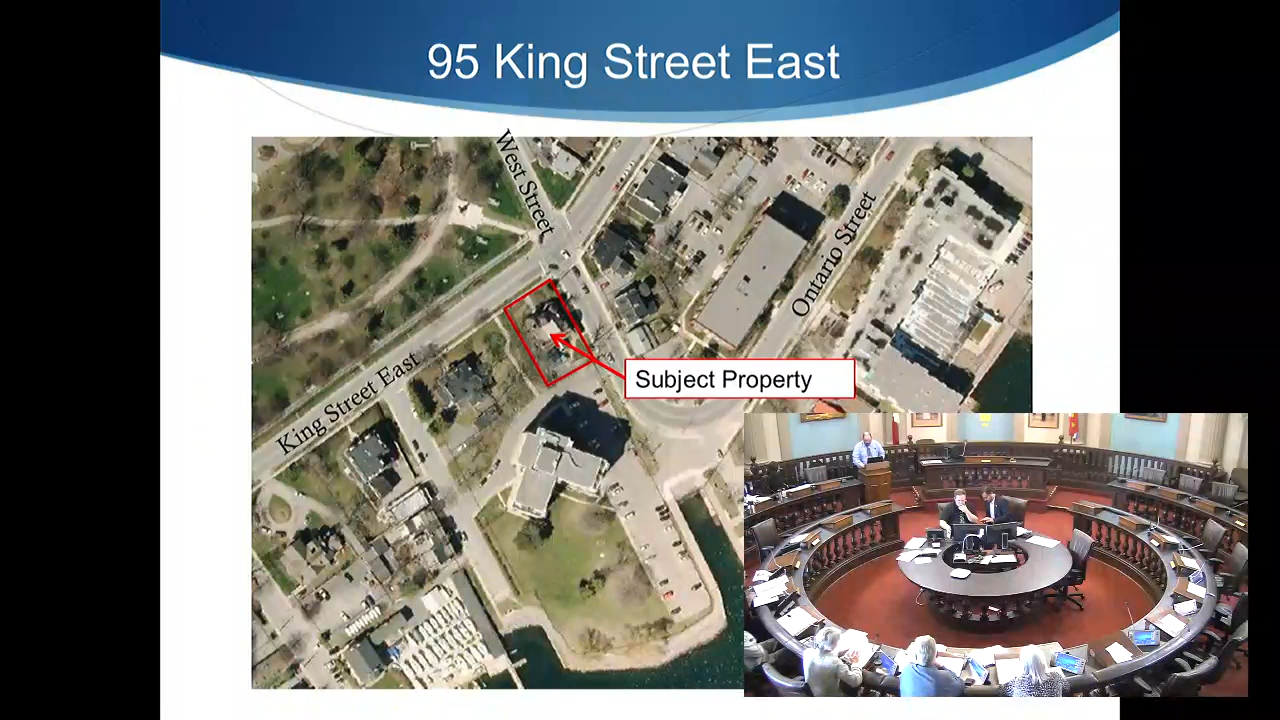 95 King Street East
West Street
Ontario Street
King Street East
Subject Property